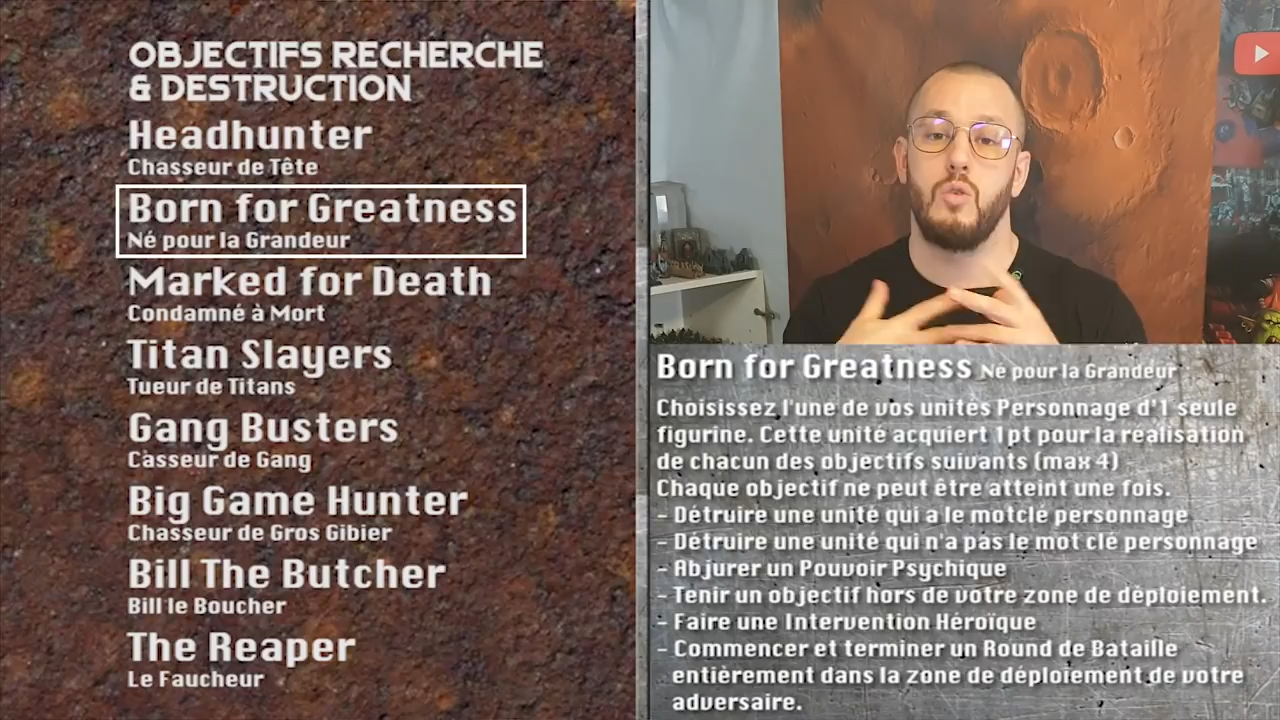 OBJECTIFS RECHERCHE
& DESTRUCTION
Headhunter
Chasseur de Tête
Born for Greatness
Né pour la Grandeur
Marked for Death
Condamné à Mort
Titan Slayers
Tueur de Titans
Gang Busters
Casseur de Gang
Big Game Hunter
Chasseur de Gros Gibier
Bill The Butcher
Bill le Boucher
The Reaper
Le Faucheur
Born for Greatness Né pour la Grandeur
Choisissez l'une de vos unités Personnage d'1 seule
figurine. Cette unité acquiert 1pt pour la réalisation
de chacun des objectifs suivants (max 4)
Chaque objectif ne peut être atteint une fois.
- Détruire une unité qui a le motclé personnage
- Détruire une unité qui n'a pas le mot clé personnage
- Abjurer un Pouvoir Psychique
- Tenir un objectif hors de votre zone de déploiement.
- Faire une Intervention Héroïque
- Commencer et terminer un Round de Bataille
entièrement dans la zone de déploiement de votre
adversaire.